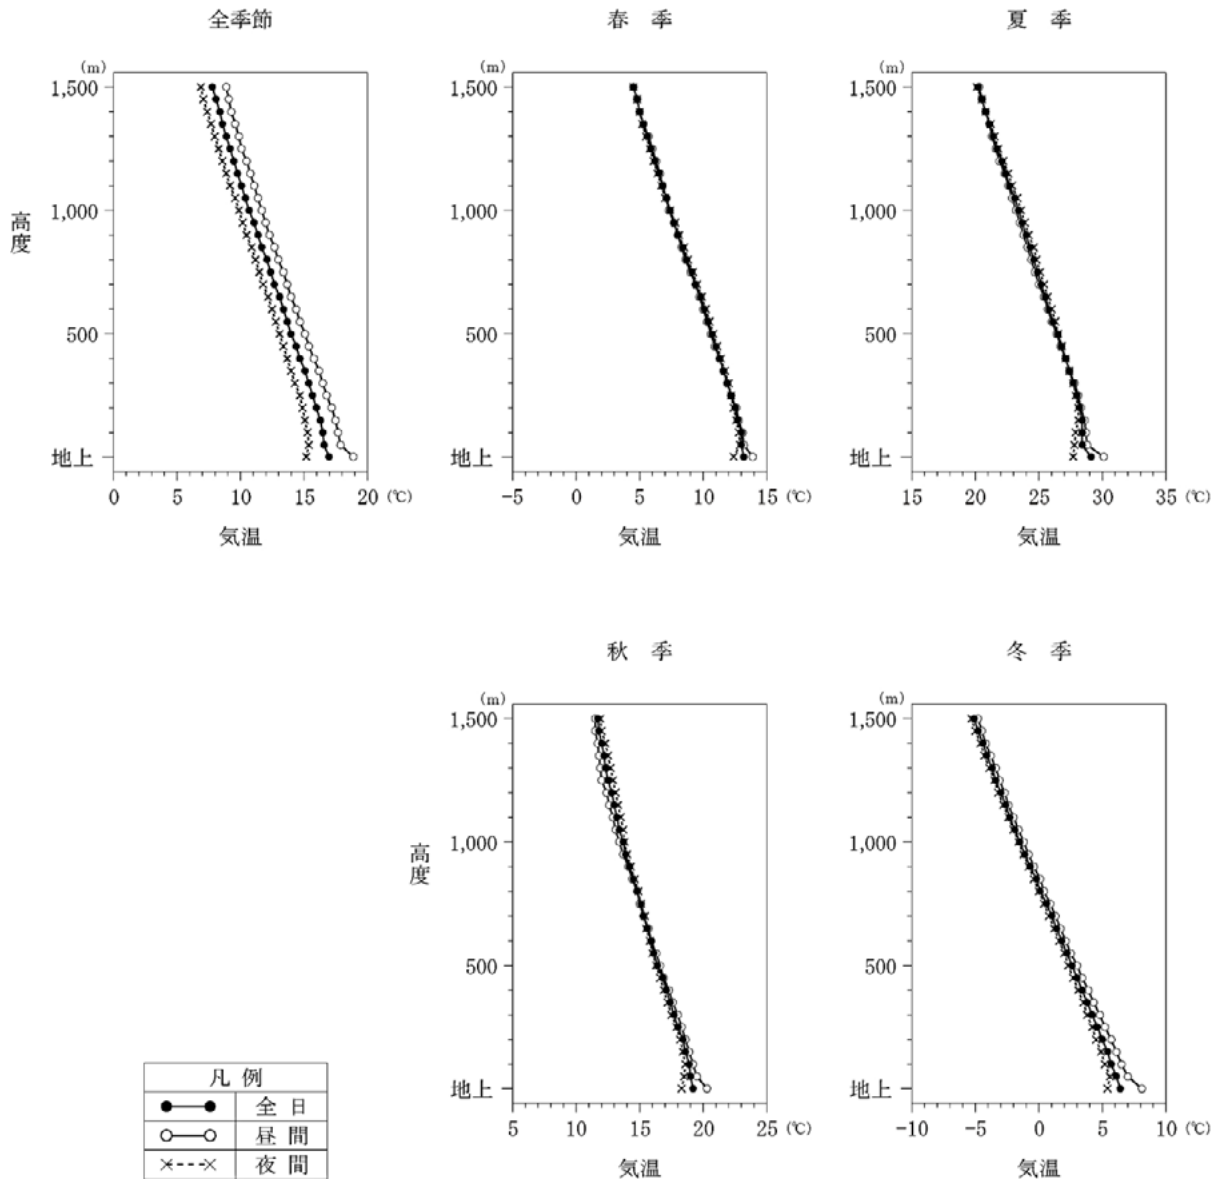 全季節
(m)
1,500
1,000
500
地上
高度
0 5 10 15 20 (℃)
気温
春 季
(m)
1,500
1,000
500
地上
-5 0 5 10 15 (℃)
気温
夏 季
(m)
1,500
1,000
500
地上
15 20 25 30 35 (℃)
気温
秋 季
(m)
1,500
1,000
500
地上
高度
5 10 15 20 25 (℃)
気温
冬 季
(m)
1,500
1,000
500
地上
-10 -5 0 5 10 (℃)
気温
凡 例
全 日
昼 間
夜 間